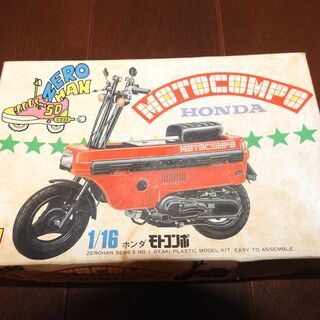 ZERO
MAN
50
MOTOCOMPO
HONDA
MOTOCOMPO
1/16 ホンダ モトコンポ
ZEROHAN SERIES NO.1 OTAKI PLASTIC MODEL KIT. EASY TO ASSEMBLE.